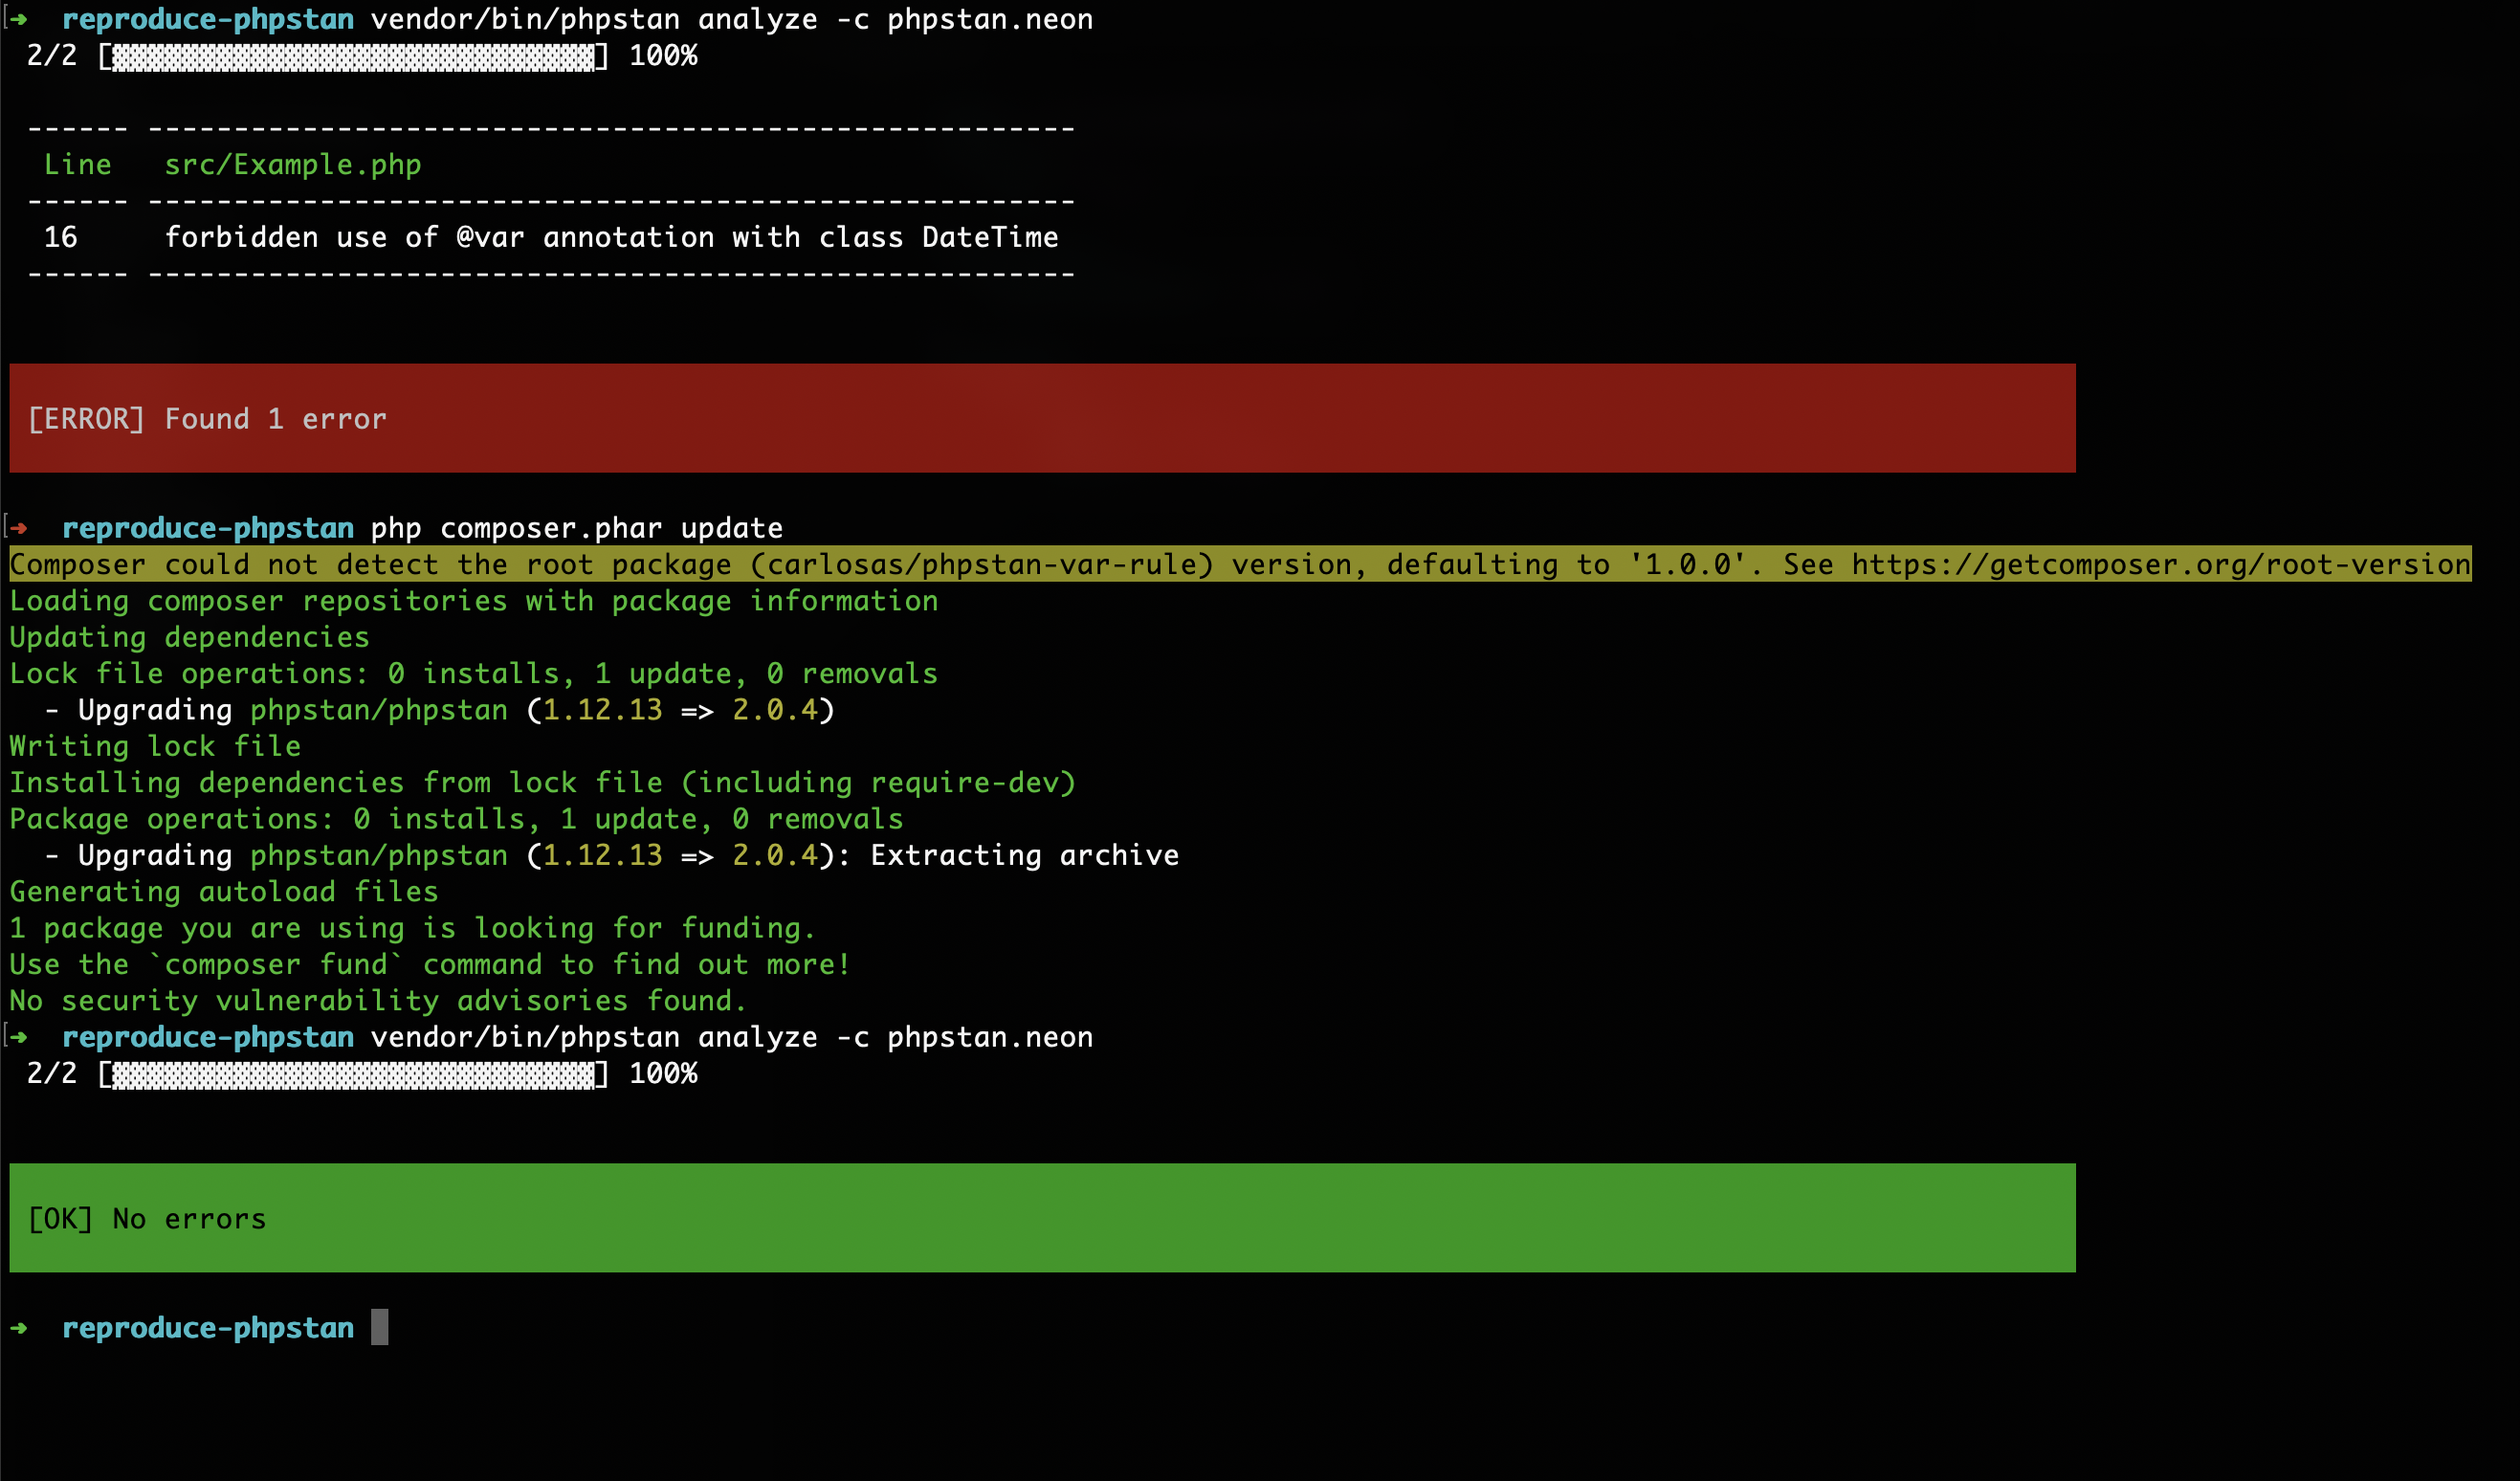 ➜  reproduce-phpstan vendor/bin/phpstan analyze -c phpstan.neon
 2/2 [▓▓▓▓▓▓▓▓▓▓▓▓▓▓▓▓▓▓▓▓▓▓▓▓▓▓▓▓] 100%
 ------ ------------------------------------------------------
  Line   src/Example.php
 ------ ------------------------------------------------------
  16     forbidden use of @var annotation with class DateTime
 ------ ------------------------------------------------------
 [ERROR] Found 1 error
➜  reproduce-phpstan php composer.phar update
Composer could not detect the root package (carlosas/phpstan-var-rule) version, defaulting to '1.0.0'. See https://getcomposer.org/root-version
Loading composer repositories with package information
Updating dependencies
Lock file operations: 0 installs, 1 update, 0 removals
  - Upgrading phpstan/phpstan (1.12.13 => 2.0.4)
Writing lock file
Installing dependencies from lock file (including require-dev)
Package operations: 0 installs, 1 update, 0 removals
  - Upgrading phpstan/phpstan (1.12.13 => 2.0.4): Extracting archive
Generating autoload files
1 package you are using is looking for funding.
Use the `composer fund` command to find out more!
No security vulnerability advisories found.
➜  reproduce-phpstan vendor/bin/phpstan analyze -c phpstan.neon
 2/2 [▓▓▓▓▓▓▓▓▓▓▓▓▓▓▓▓▓▓▓▓▓▓▓▓▓▓▓▓] 100%
 [OK] No errors
➜  reproduce-phpstan